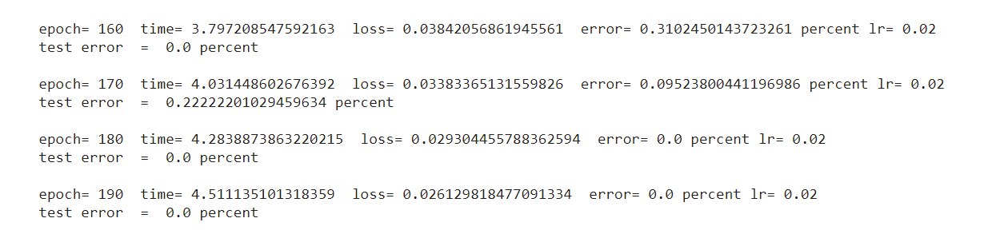 epoch= 160  time= 3.797208547592163  loss= 0.03842056861945561  error= 0.3102450143723261 percent lr= 0.02
test error  =  0.0 percent
epoch= 170  time= 4.031448602676392  loss= 0.03383365131559826  error= 0.09523800441196986 percent lr= 0.02
test error  =  0.22222201029459634 percent
epoch= 180  time= 4.2838873863220215  loss= 0.029304455788362594  error= 0.0 percent lr= 0.02
test error  =  0.0 percent
epoch= 190  time= 4.511135101318359  loss= 0.026129818477091334  error= 0.0 percent lr= 0.02
test error  =  0.0 percent